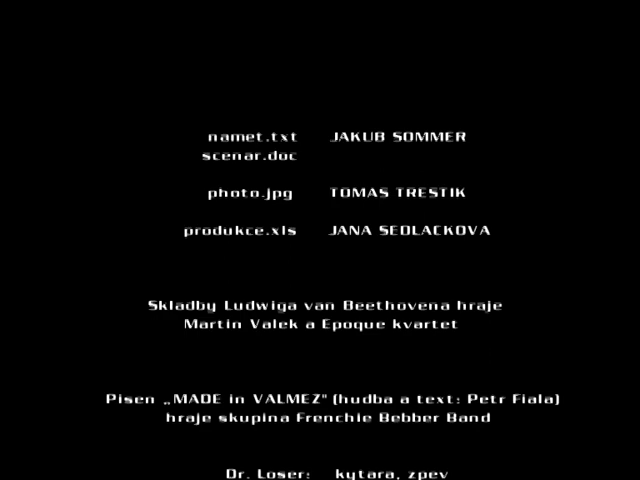 namet.txt JAKUB SOMMER
scenar.doc
photo.jpg TOMAS TRESTIK
produkce.xls JANA SEDLACKOVA
Skladby Ludwiga van Beethovena hraje
Martin Valek a Epoque kvartet
Pisen „MADE in VALMEZ" (hudba a text: Petr Fiala)
hraje skupina Frenchie Bebber Band
Dr. Loser: kytara, zpev